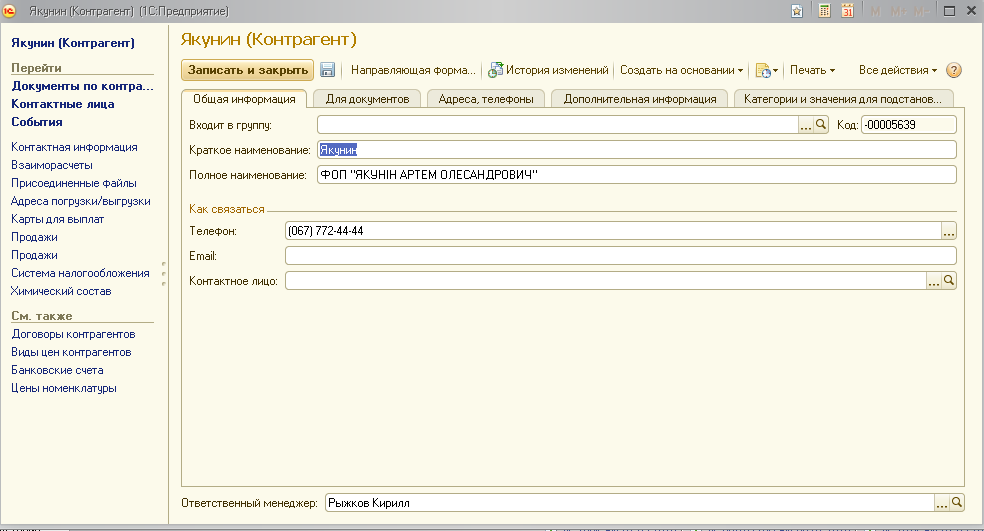 Якунин (Контрагент) (1С:Предприятие)
31 M M+ M-
Якунин (Контрагент)
Перейти
Документы по контра...
Контактные лица
События
Контактная информация
Взаиморасчеты
Присоединенные файлы
Адреса погрузки/выгрузки
Карты для выплат
Продажи
Продажи
Система налогообложения
Химический состав
См. также
Договоры контрагентов
Виды цен контрагентов
Банковские счета
Цены номенклатуры
Якунин (Контрагент)
Записать и закрыть Направляющая форма... История изменений Создать на основании Печать Все действия ?
Общая информация Для документов Адреса, телефоны Дополнительная информация Категории и значения для подстанов...
Входит в группу: ... Код: -00005639
Краткое наименование: Якунин
Полное наименование: ФОП "ЯКУНІН АРТЕМ ОЛЕСАНДРОВИЧ"
Как связаться
Телефон: (067) 772-44-44 ...
Email:
Контактное лицо: ...
Ответственный менеджер: Рыжков Кирилл ...